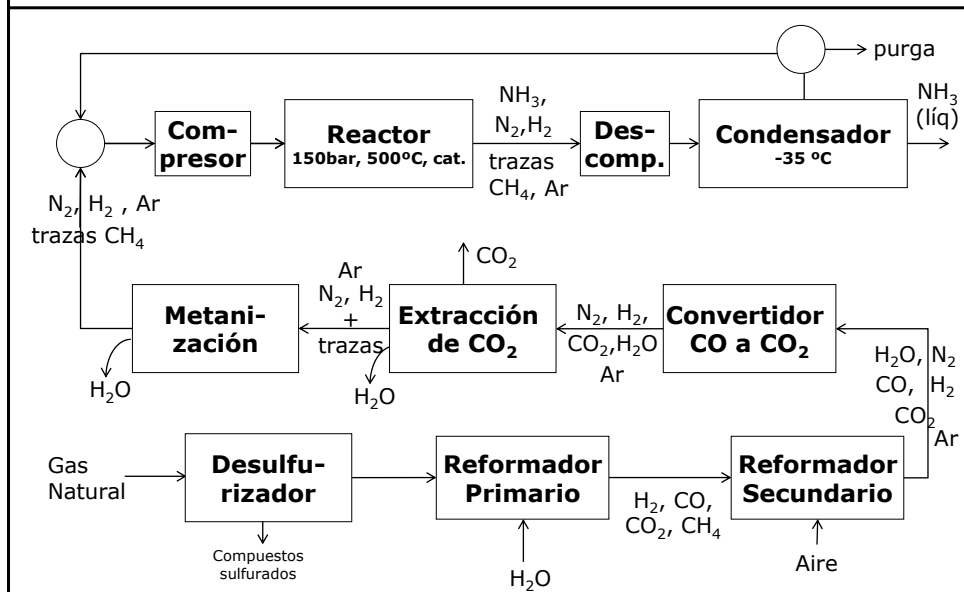 purga
Com-
presor
Reactor
150bar, 500ºC, cat.
NH₃,
N₂,H₂
trazas
CH₄, Ar
Des-
comp.
Condensador
-35 ºC
NH₃
(líq)
N₂, H₂ , Ar
trazas CH₄
Metani-
zación
H₂O
Ar
N₂, H₂
+
trazas
H₂O
CO₂
Extracción
de CO₂
N₂, H₂,
CO₂,H₂O
Ar
Convertidor
CO a CO₂
H₂O, N₂
CO, H₂
CO₂
Ar
Gas
Natural
Desulfu-
rizador
Compuestos
sulfurados
Reformador
Primario
H₂O
H₂, CO,
CO₂, CH₄
Reformador
Secundario
Aire